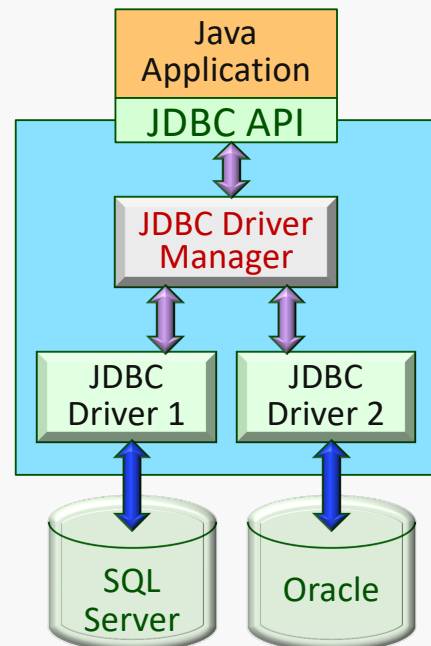 Java
Application
JDBC API
JDBC Driver
Manager
JDBC
Driver 1
JDBC
Driver 2
SQL
Server
Oracle